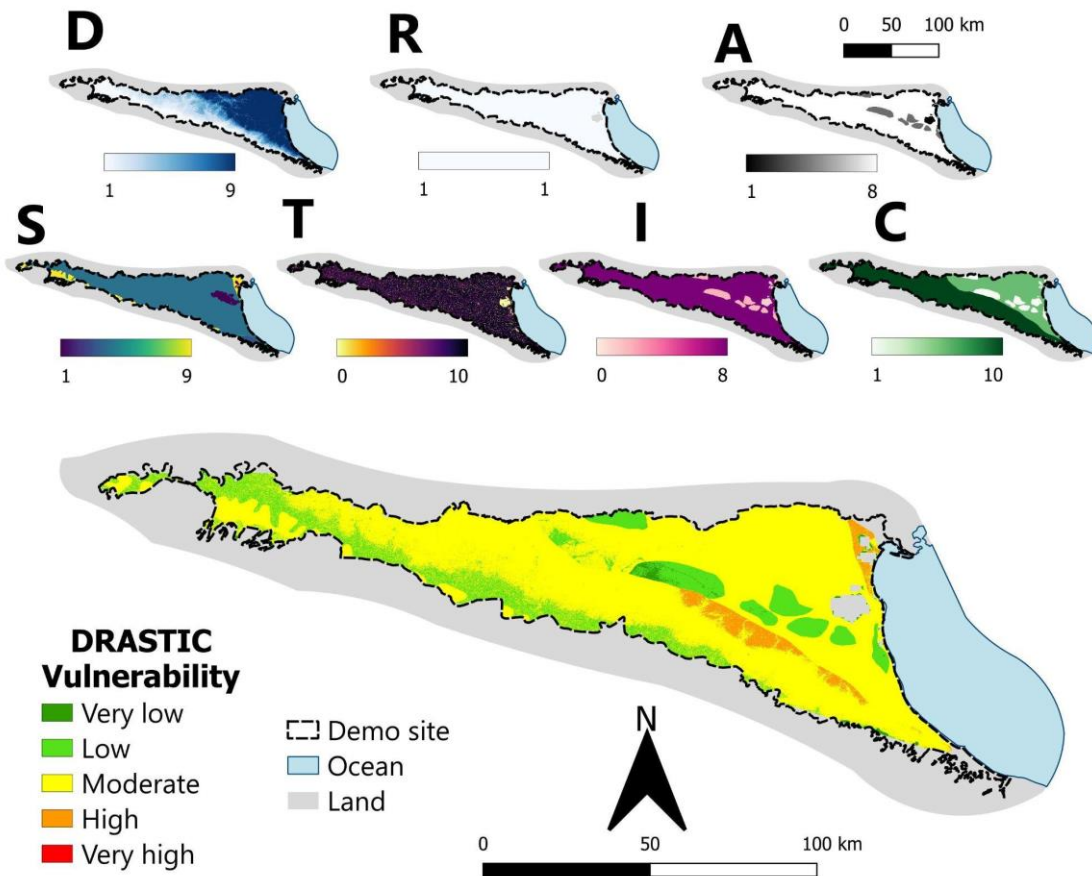 D
R
A
0 50 100 km
1 9
1 1
1 8
S
T
I
C
1 9
0 10
0 8
1 10
DRASTIC
Vulnerability
Very low
Low
Moderate
High
Very high
Demo site
Ocean
Land
N
0 50 100 km